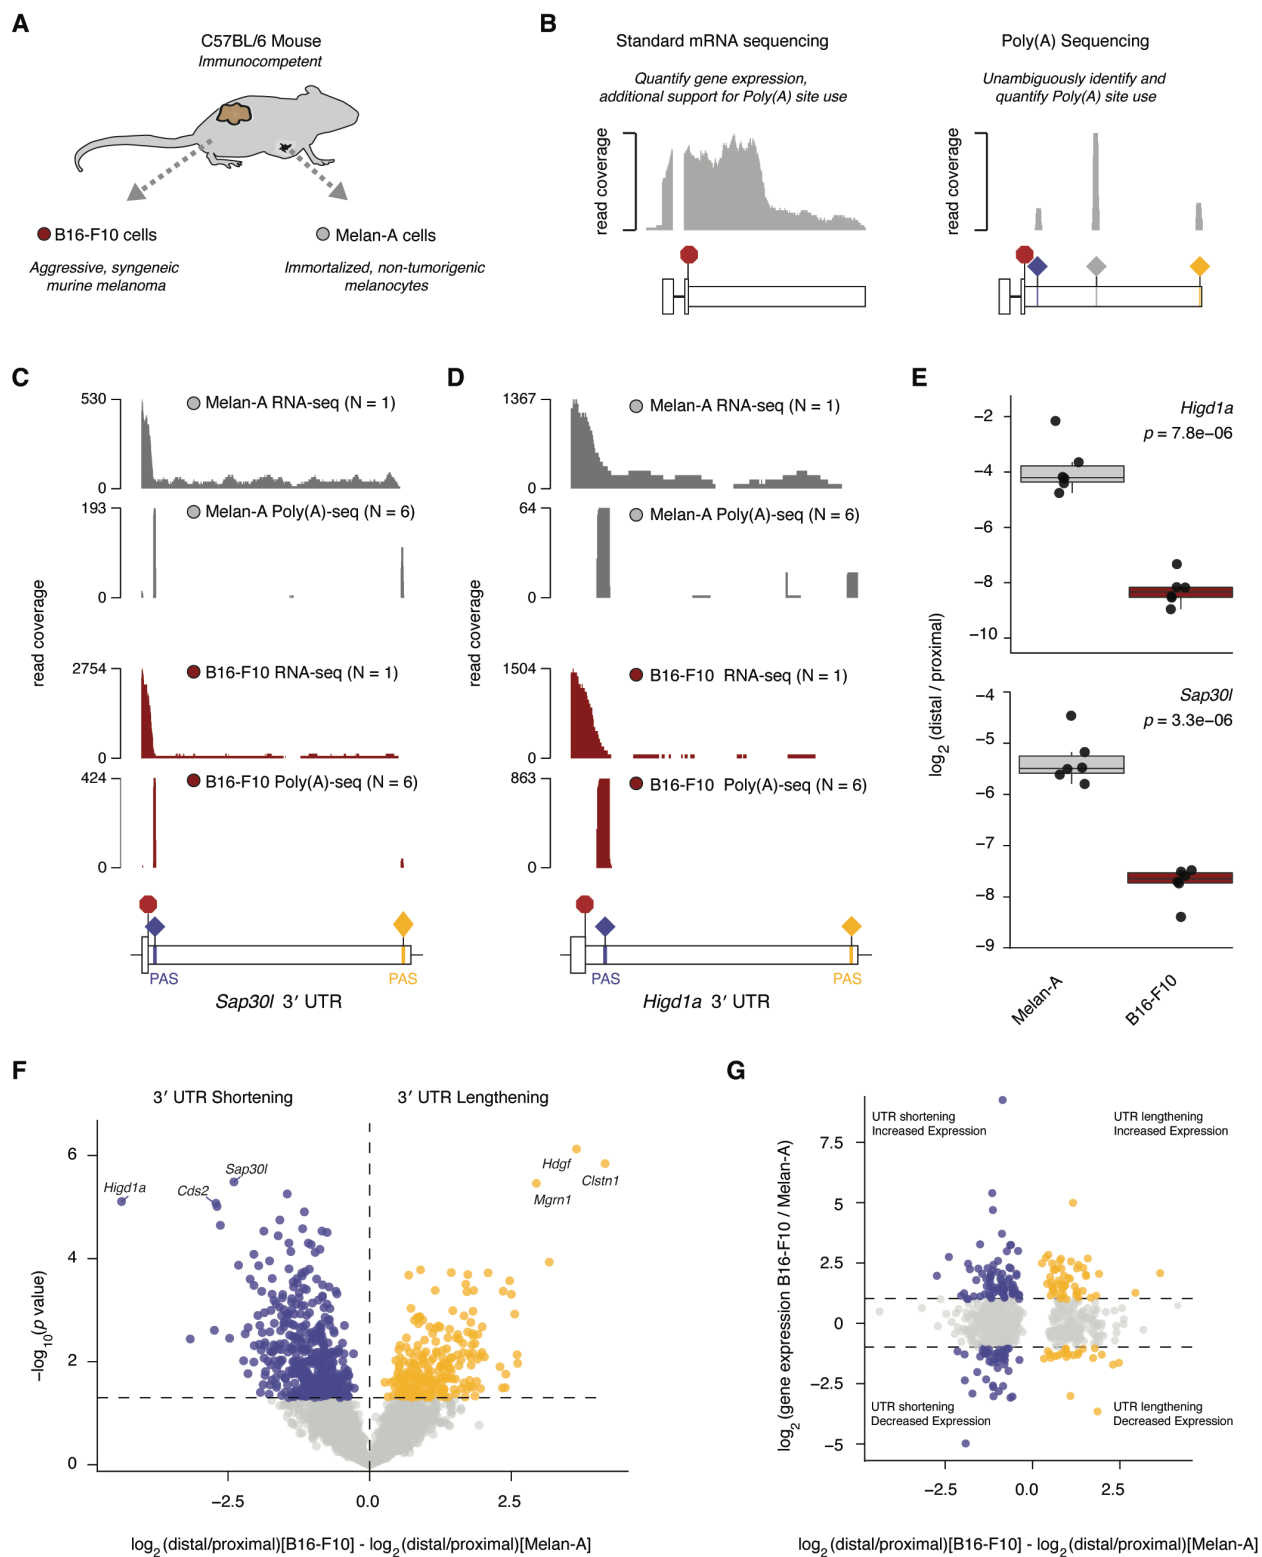 A
C57BL/6 Mouse
Immunocompetent
B16-F10 cells
Aggressive, syngeneic
murine melanoma
Melan-A cells
Immortalized, non-tumorigenic
melanocytes
B
Standard mRNA sequencing
Quantify gene expression,
additional support for Poly(A) site use
read coverage
Poly(A) Sequencing
Unambiguously identify and
quantify Poly(A) site use
read coverage
C
read coverage
530
0
Melan-A RNA-seq (N = 1)
193
0
Melan-A Poly(A)-seq (N = 6)
2754
0
B16-F10 RNA-seq (N = 1)
424
0
B16-F10 Poly(A)-seq (N = 6)
PAS
PAS
Sap30l 3′ UTR
D
read coverage
1367
0
Melan-A RNA-seq (N = 1)
64
0
Melan-A Poly(A)-seq (N = 6)
1504
0
B16-F10 RNA-seq (N = 1)
863
0
B16-F10 Poly(A)-seq (N = 6)
PAS
PAS
Higd1a 3′ UTR
E
log2 (distal / proximal)
Higd1a
p = 7.8e−06
−2
−4
−6
−8
−10
Sap30l
p = 3.3e−06
−4
−5
−6
−7
−8
−9
Melan-A
B16-F10
F
3′ UTR Shortening
3′ UTR Lengthening
−log10(p value)
6
4
2
0
Higd1a
Cds2
Sap30l
Hdgf
Clstn1
Mgrn1
−2.5
0.0
2.5
log2(distal/proximal)[B16-F10] - log2(distal/proximal)[Melan-A]
G
log2 (gene expression B16-F10 / Melan-A)
UTR shortening
Increased Expression
UTR lengthening
Increased Expression
7.5
5
2.5
0
−2.5
−5
UTR shortening
Decreased Expression
UTR lengthening
Decreased Expression
−2.5
0.0
2.5
log2(distal/proximal)[B16-F10] - log2(distal/proximal)[Melan-A]